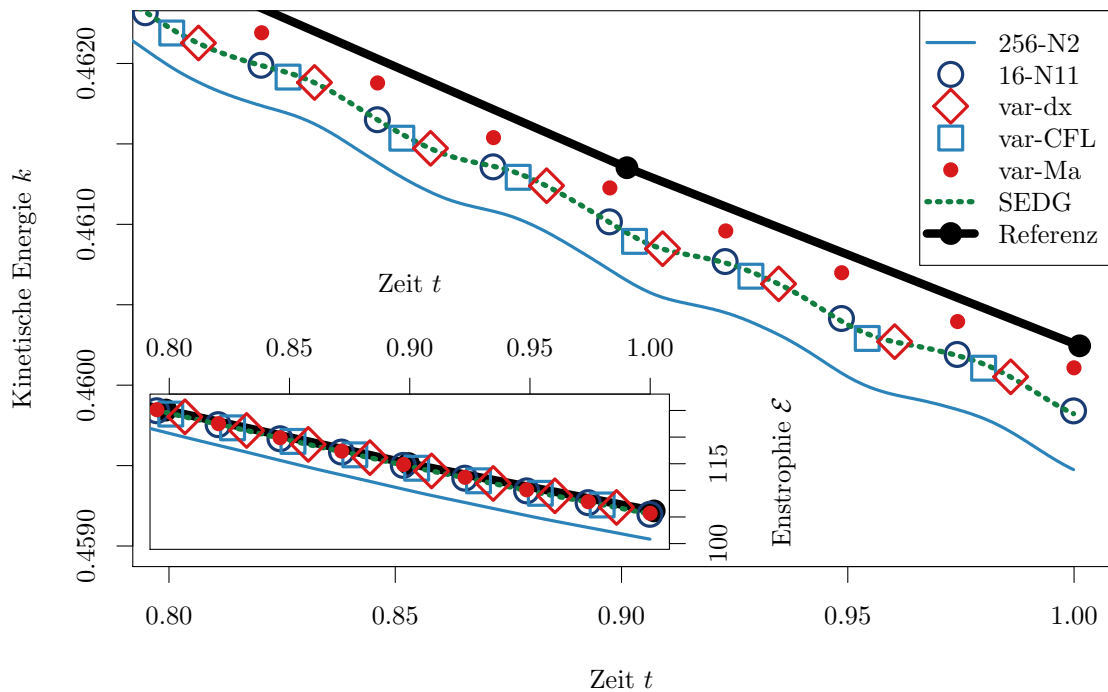 Kinetische Energie k
0.4620
0.4610
0.4600
0.4590
256-N2
16-N11
var-dx
var-CFL
var-Ma
SEDG
Referenz
Zeit t
0.80 0.85 0.90 0.95 1.00
115
100
Enstrophie ℰ
0.80 0.85 0.90 0.95 1.00
Zeit t